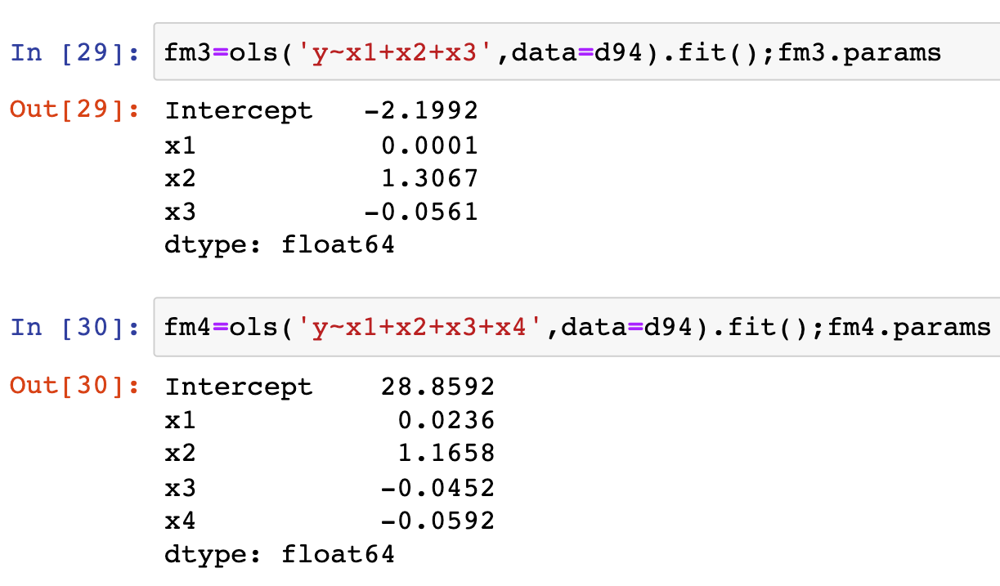 In [29]: fm3=ols('y~x1+x2+x3',data=d94).fit();fm3.params
Out[29]: Intercept -2.1992
x1 0.0001
x2 1.3067
x3 -0.0561
dtype: float64
In [30]: fm4=ols('y~x1+x2+x3+x4',data=d94).fit();fm4.params
Out[30]: Intercept 28.8592
x1 0.0236
x2 1.1658
x3 -0.0452
x4 -0.0592
dtype: float64